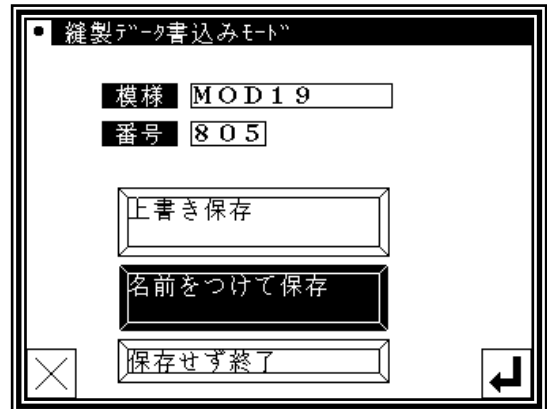 縫製ﾃﾞｰﾀ書込みﾓｰﾄﾞ
模様 ＭＯＤ１９
番号 ８０５
上書き保存
名前をつけて保存
保存せず終了